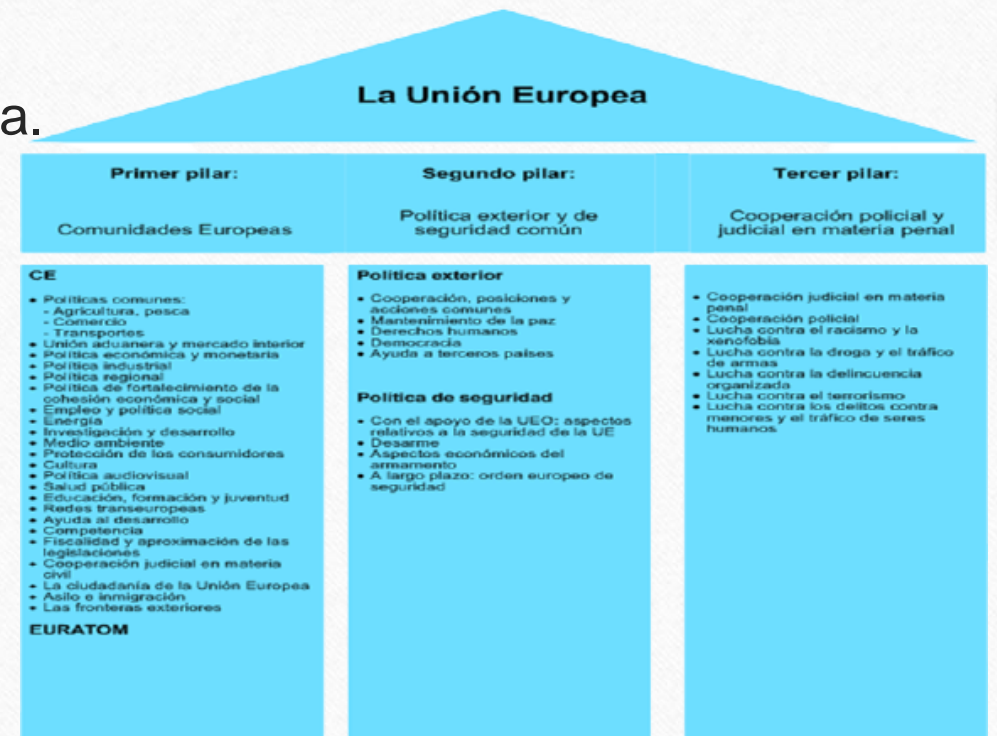 La Unión Europea
a.
Primer pilar:
Comunidades Europeas
Segundo pilar:
Política exterior y de
seguridad común
Tercer pilar:
Cooperación policial y
judicial en materia penal
CE
• Políticas comunes:
- Agricultura, pesca
- Comercio
- Transportes
• Unión aduanera y mercado interior
• Política económica y monetaria
• Política industrial
• Política regional
• Política de fortalecimiento de la
cohesión económica y social
• Empleo y política social
• Energía
• Investigación y desarrollo
• Medio ambiente
• Protección de los consumidores
• Cultura
• Política audiovisual
• Salud pública
• Educación, formación y juventud
• Redes transeuropeas
• Ayuda al desarrollo
• Competencia
• Fiscalidad y aproximación de las
legislaciones
• Cooperación judicial en materia
civil
• La ciudadanía de la Unión Europea
• Asilo e inmigración
• Las fronteras exteriores
EURATOM
Política exterior
• Cooperación, posiciones y
acciones comunes
• Mantenimiento de la paz
• Derechos humanos
• Democracia
• Ayuda a terceros países
Política de seguridad
• Con el apoyo de la UEO: aspectos
relativos a la seguridad de la UE
• Desarme
• Aspectos económicos del
armamento
• A largo plazo: orden europeo de
seguridad
• Cooperación judicial en materia
penal
• Cooperación policial
• Lucha contra el racismo y la
xenofobia
• Lucha contra la droga y el tráfico
de armas
• Lucha contra la delincuencia
organizada
• Lucha contra el terrorismo
• Lucha contra los delitos contra
menores y el tráfico de seres
humanos